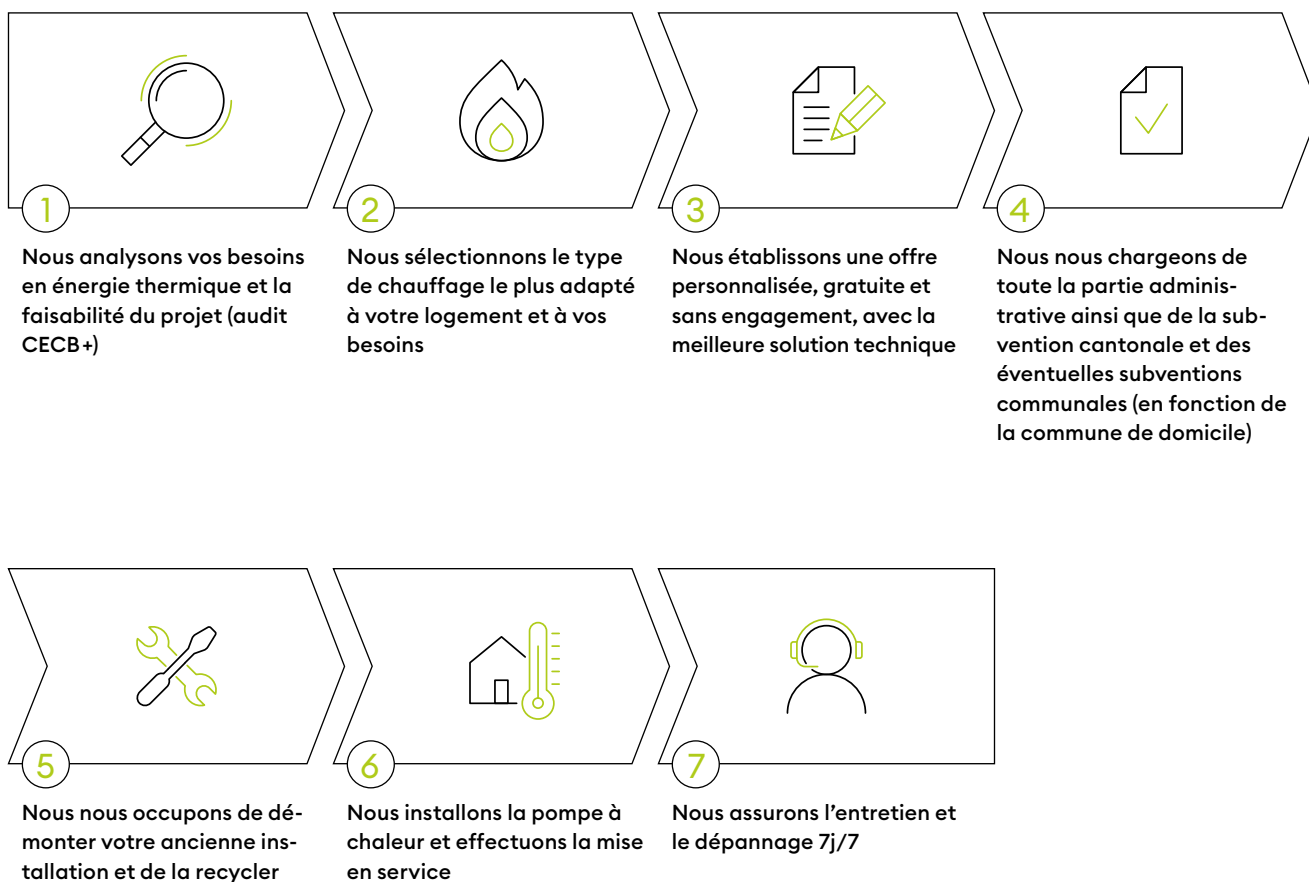 1
Nous analysons vos besoins
en énergie thermique et la
faisabilité du projet (audit
CECB+)
2
Nous sélectionnons le type
de chauffage le plus adapté
à votre logement et à vos
besoins
3
Nous établissons une offre
personnalisée, gratuite et
sans engagement, avec la
meilleure solution technique
4
Nous nous chargeons de
toute la partie adminis-
trative ainsi que de la sub-
vention cantonale et des
éventuelles subventions
communales (en fonction de
la commune de domicile)
5
Nous nous occupons de dé-
monter votre ancienne ins-
tallation et de la recycler
6
Nous installons la pompe à
chaleur et effectuons la mise
en service
7
Nous assurons l’entretien et
le dépannage 7j/7